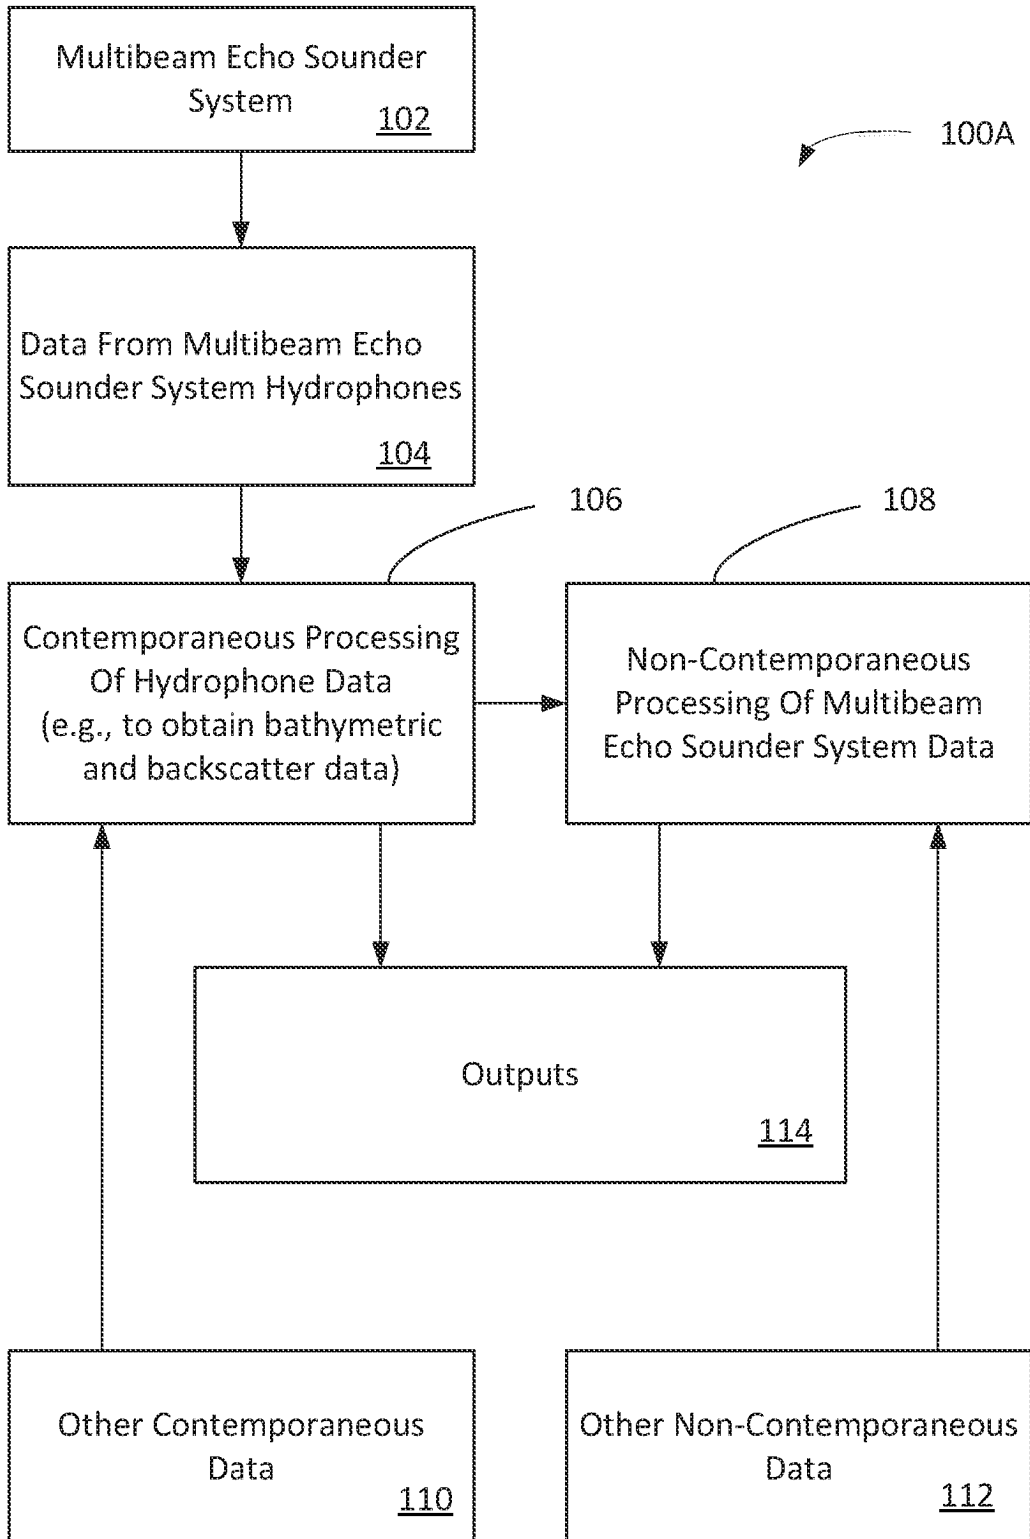 Multibeam Echo Sounder
System
102
100A
Data From Multibeam Echo
Sounder System Hydrophones
104
106
108
Contemporaneous Processing
Of Hydrophone Data
(e.g., to obtain bathymetric
and backscatter data)
Non-Contemporaneous
Processing Of Multibeam
Echo Sounder System Data
Outputs
114
Other Contemporaneous
Data
110
Other Non-Contemporaneous
Data
112